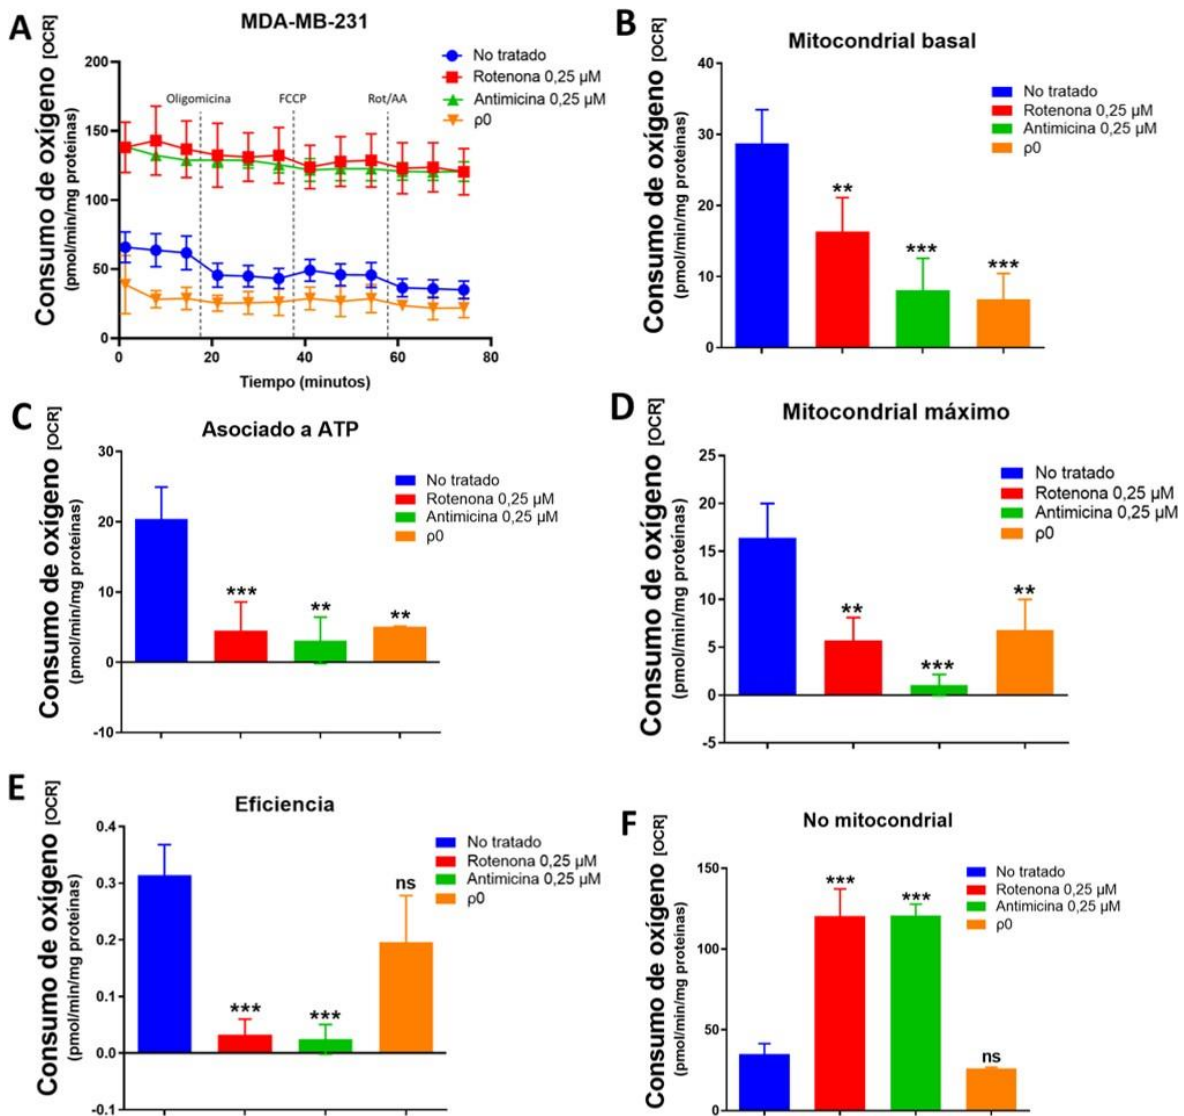 A
MDA-MB-231
Consumo de oxígeno [OCR]
(pmol/min/mg proteínas)
200
150
100
50
0
Oligomicina
FCCP
Rot/AA
No tratado
Rotenona 0,25 µM
Antimicina 0,25 µM
ρ0
0
20
40
60
80
Tiempo (minutos)
B
Mitocondrial basal
Consumo de oxígeno [OCR]
(pmol/min/mg proteínas)
40
30
20
10
0
**
***
***
No tratado
Rotenona 0,25 µM
Antimicina 0,25 µM
ρ0
C
Asociado a ATP
Consumo de oxígeno [OCR]
(pmol/min/mg proteínas)
30
20
10
0
-10
***
**
**
No tratado
Rotenona 0,25 µM
Antimicina 0,25 µM
ρ0
D
Mitocondrial máximo
Consumo de oxígeno [OCR]
(pmol/min/mg proteínas)
25
20
15
10
5
0
-5
**
***
**
No tratado
Rotenona 0,25 µM
Antimicina 0,25 µM
ρ0
E
Eficiencia
Consumo de oxígeno [OCR]
(pmol/min/mg proteínas)
0.4
0.3
0.2
0.1
0.0
-0.1
***
***
ns
No tratado
Rotenona 0,25 µM
Antimicina 0,25 µM
ρ0
F
No mitocondrial
Consumo de oxígeno [OCR]
(pmol/min/mg proteínas)
150
100
50
0
***
***
ns
No tratado
Rotenona 0,25 µM
Antimicina 0,25 µM
ρ0